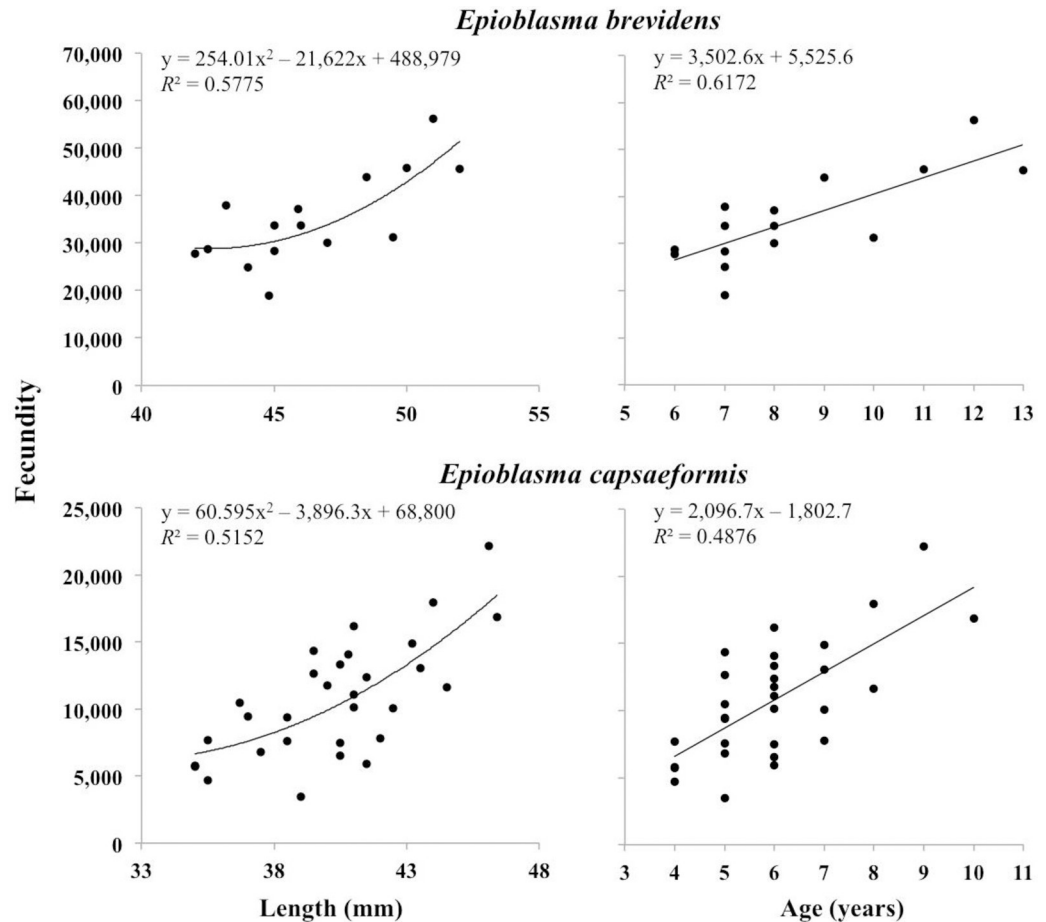 Epioblasma brevidens
y = 254.01x² – 21,622x + 488,979
R² = 0.5775
y = 3,502.6x + 5,525.6
R² = 0.6172
70,000
60,000
50,000
40,000
30,000
20,000
10,000
0
40 45 50 55
5 6 7 8 9 10 11 12 13
Fecundity
Epioblasma capsaeformis
y = 60.595x² – 3,896.3x + 68,800
R² = 0.5152
y = 2,096.7x – 1,802.7
R² = 0.4876
25,000
20,000
15,000
10,000
5,000
0
33 38 43 48
3 4 5 6 7 8 9 10 11
Length (mm)
Age (years)